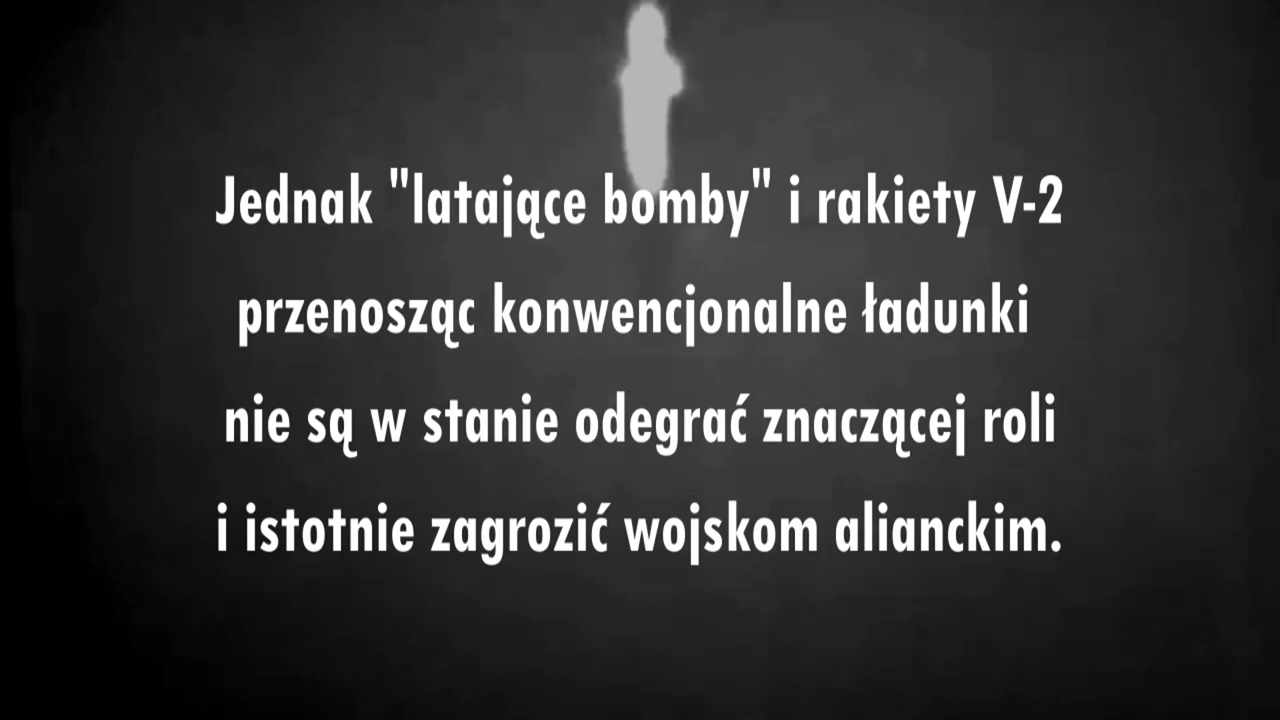 Jednak "latające bomby" i rakiety V-2
przenosząc konwencjonalne ładunki
nie są w stanie odegrać znaczącej roli
i istotnie zagrozić wojskom alianckim.